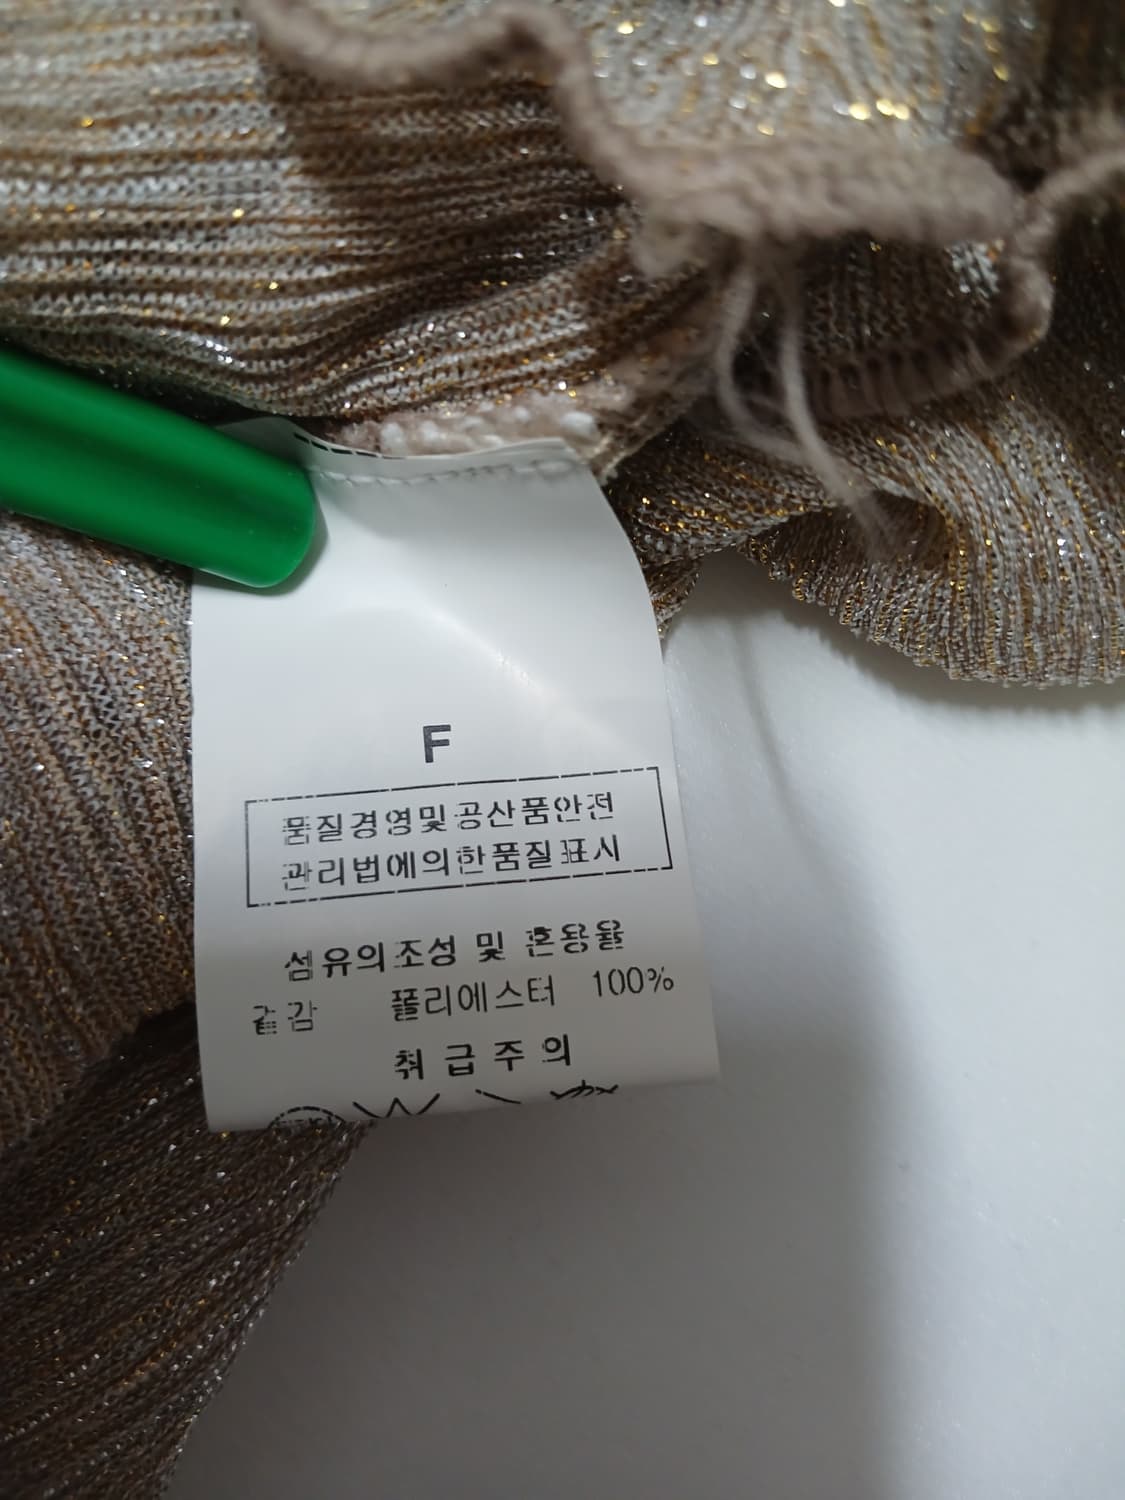 F
품질경영및공산품안전
관리법에의한품질표시
섬유의조성 및 혼용율
겉감 폴리에스터 100%
취급주의